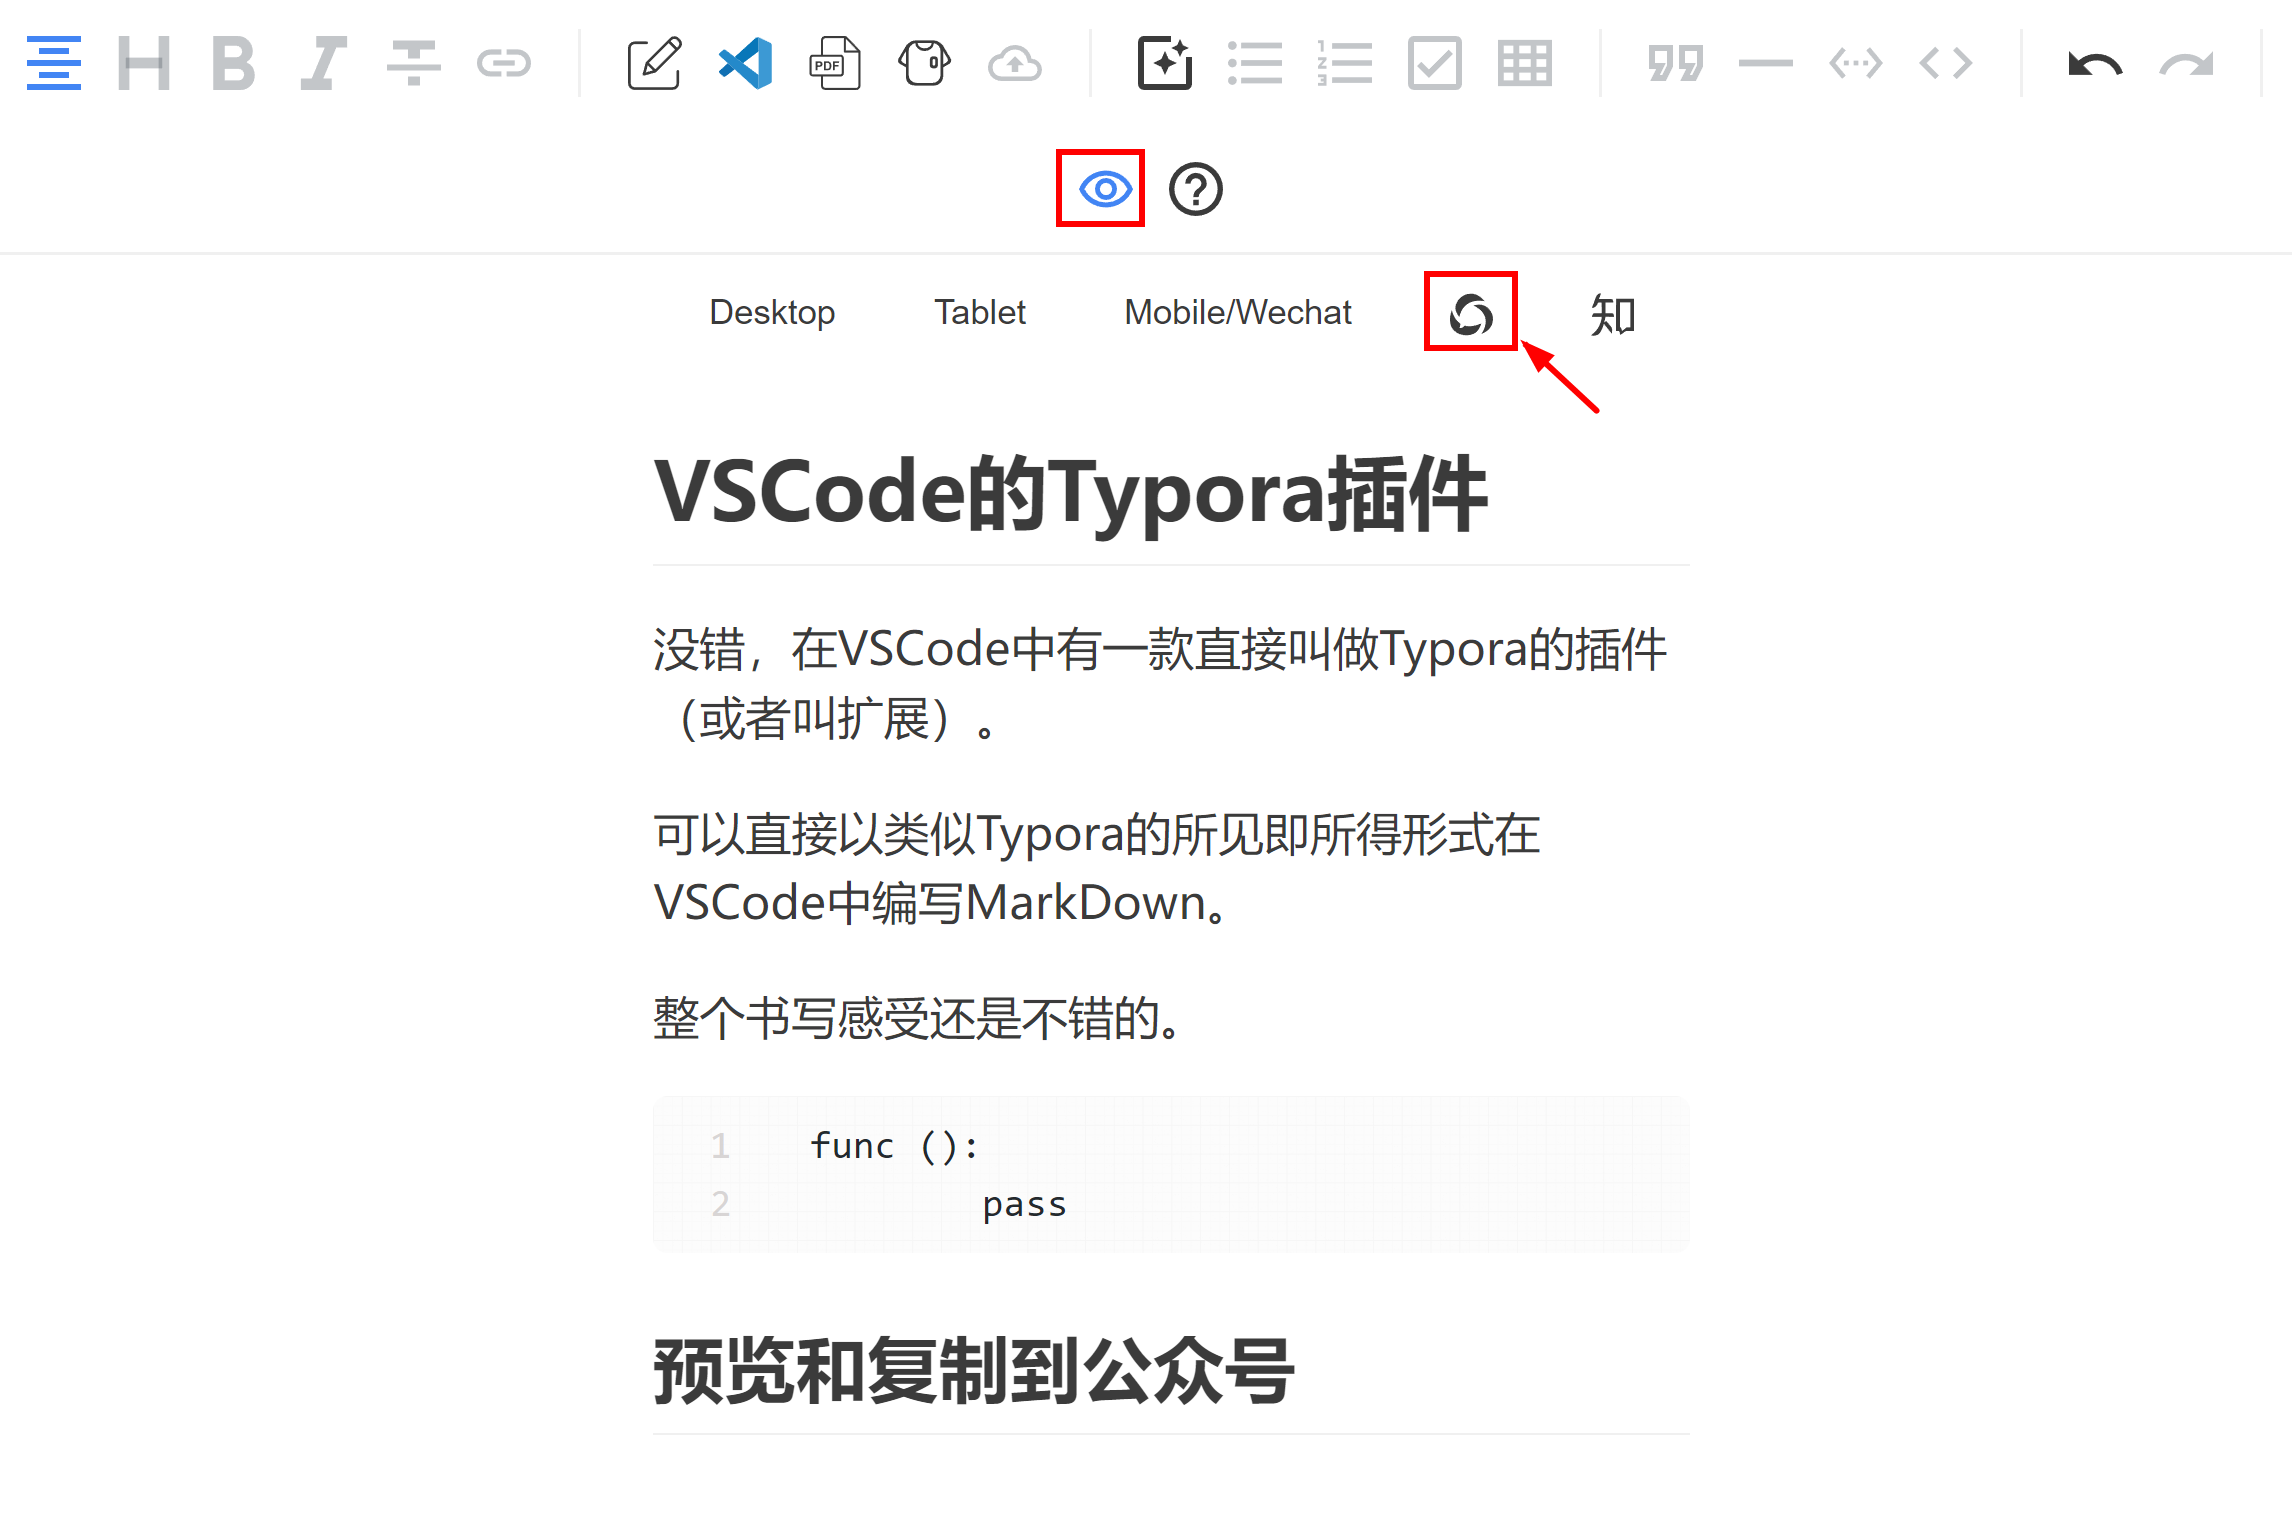 PDF
Desktop Tablet Mobile/Wechat 知
VSCode的Typora插件
没错，在VSCode中有一款直接叫做Typora的插件
（或者叫扩展）。
可以直接以类似Typora的所见即所得形式在
VSCode中编写MarkDown。
整个书写感受还是不错的。
1 func ():
2 pass
预览和复制到公众号